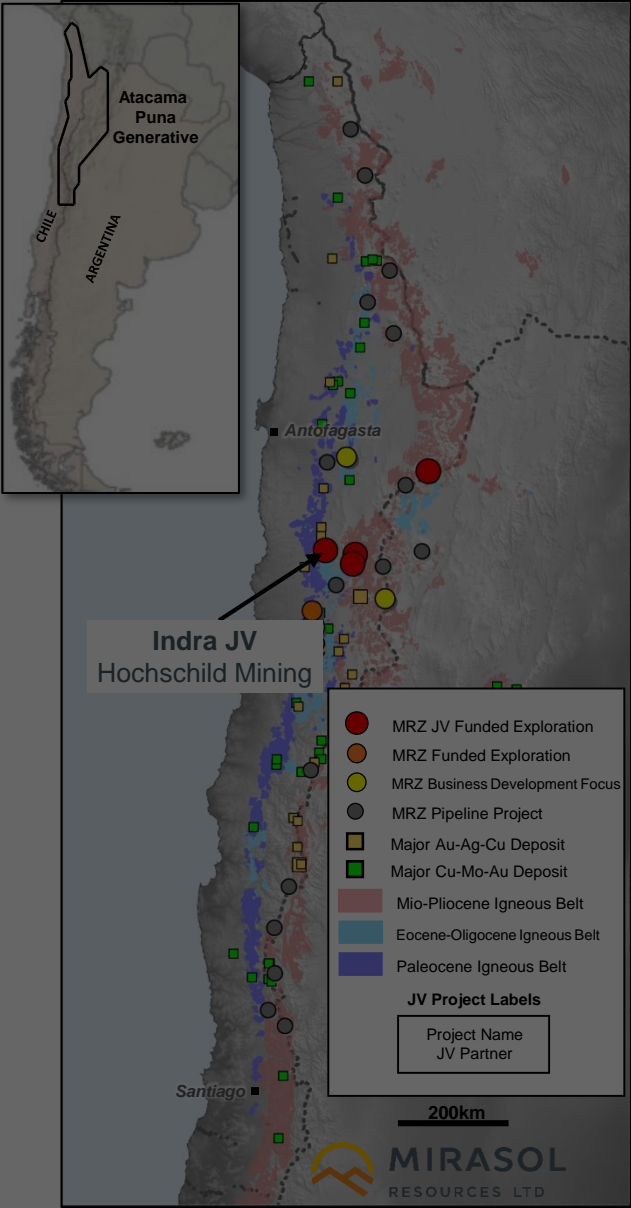 Atacama
Puna
Generative
CHILE
ARGENTINA
Antofagasta
Indra JV
Hochschild Mining
MRZ JV Funded Exploration
MRZ Funded Exploration
MRZ Business Development Focus
MRZ Pipeline Project
Major Au-Ag-Cu Deposit
Major Cu-Mo-Au Deposit
Mio-Pliocene Igneous Belt
Eocene-Oligocene Igneous Belt
Paleocene Igneous Belt
JV Project Labels
Project Name
JV Partner
Santiago
200km
MIRASOL
RESOURCES LTD